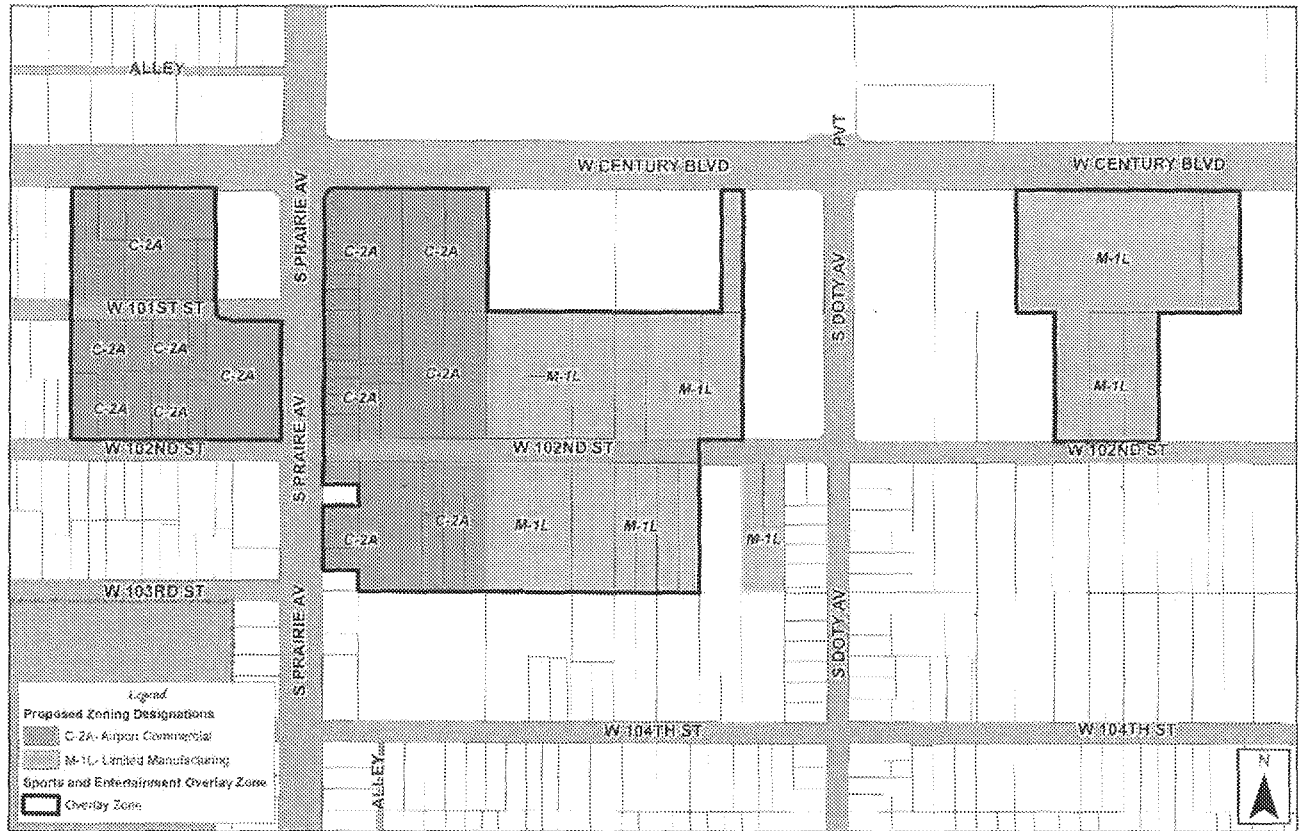 ALLEY
PVT
W CENTURY BLVD
W CENTURY BLVD
S PRAIRIE AV
C-2A
C-2A
C-2A
M-1L
S DOTY AV
W 101ST ST
C-2A
C-2A
C-2A
C-2A
C-2A
M-1L
M-1L
M-1L
C-2A
C-2A
S PRAIRE AV
W 102ND ST
W 102ND ST
W 102ND ST
C-2A
C-2A
M-1L
M-1L
M-1L
W 103RD ST
S PRAIRIE AV
S DOTY AV
W 104TH ST
W 104TH ST
ALLEY
Legend
Proposed Zoning Designations
C-2A- Airport Commercial
M-1L- Limited Manufacturing
Sports and Entertainment Overlay Zone
Overlay Zone
N